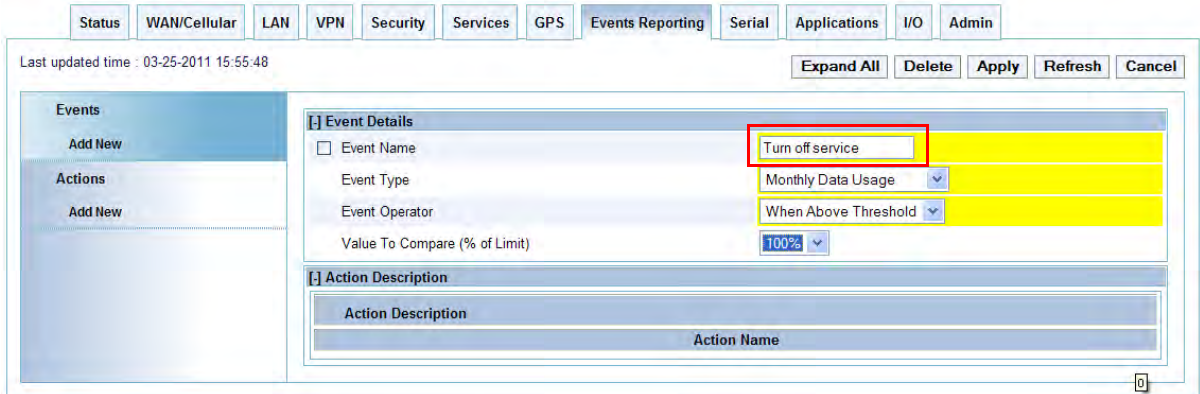 Status WAN/Cellular LAN VPN Security Services GPS Events Reporting Serial Applications I/O Admin
Last updated time : 03-25-2011 15:55:48 Expand All Delete Apply Refresh Cancel
Events
Add New
Actions
Add New
[-] Event Details
Event Name Turn off service
Event Type Monthly Data Usage
Event Operator When Above Threshold
Value To Compare (% of Limit) 100%
[-] Action Description
Action Description
Action Name
0